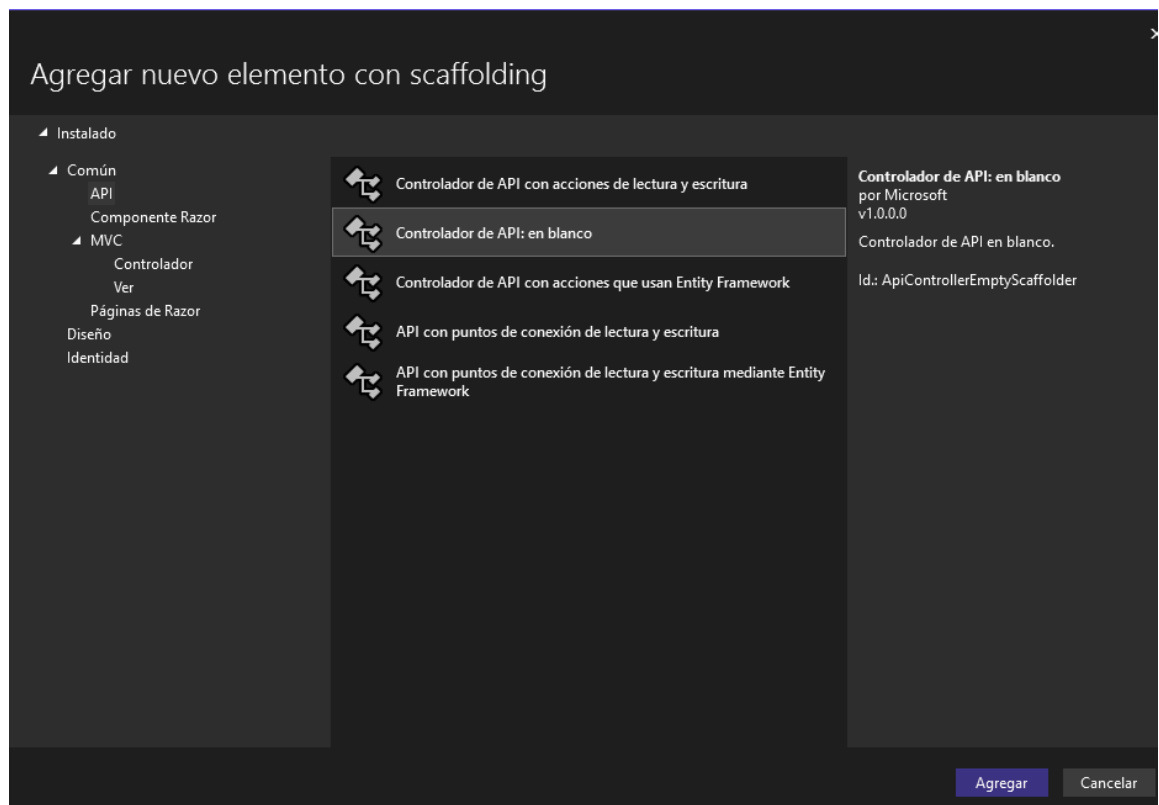 Agregar nuevo elemento con scaffolding
Instalado
Común
API
Componente Razor
MVC
Controlador
Ver
Páginas de Razor
Diseño
Identidad
Controlador de API con acciones de lectura y escritura
Controlador de API: en blanco
Controlador de API con acciones que usan Entity Framework
API con puntos de conexión de lectura y escritura
API con puntos de conexión de lectura y escritura mediante Entity
Framework
Controlador de API: en blanco
por Microsoft
v1.0.0.0
Controlador de API en blanco.
Id.: ApiControllerEmptyScaffolder
Agregar
Cancelar